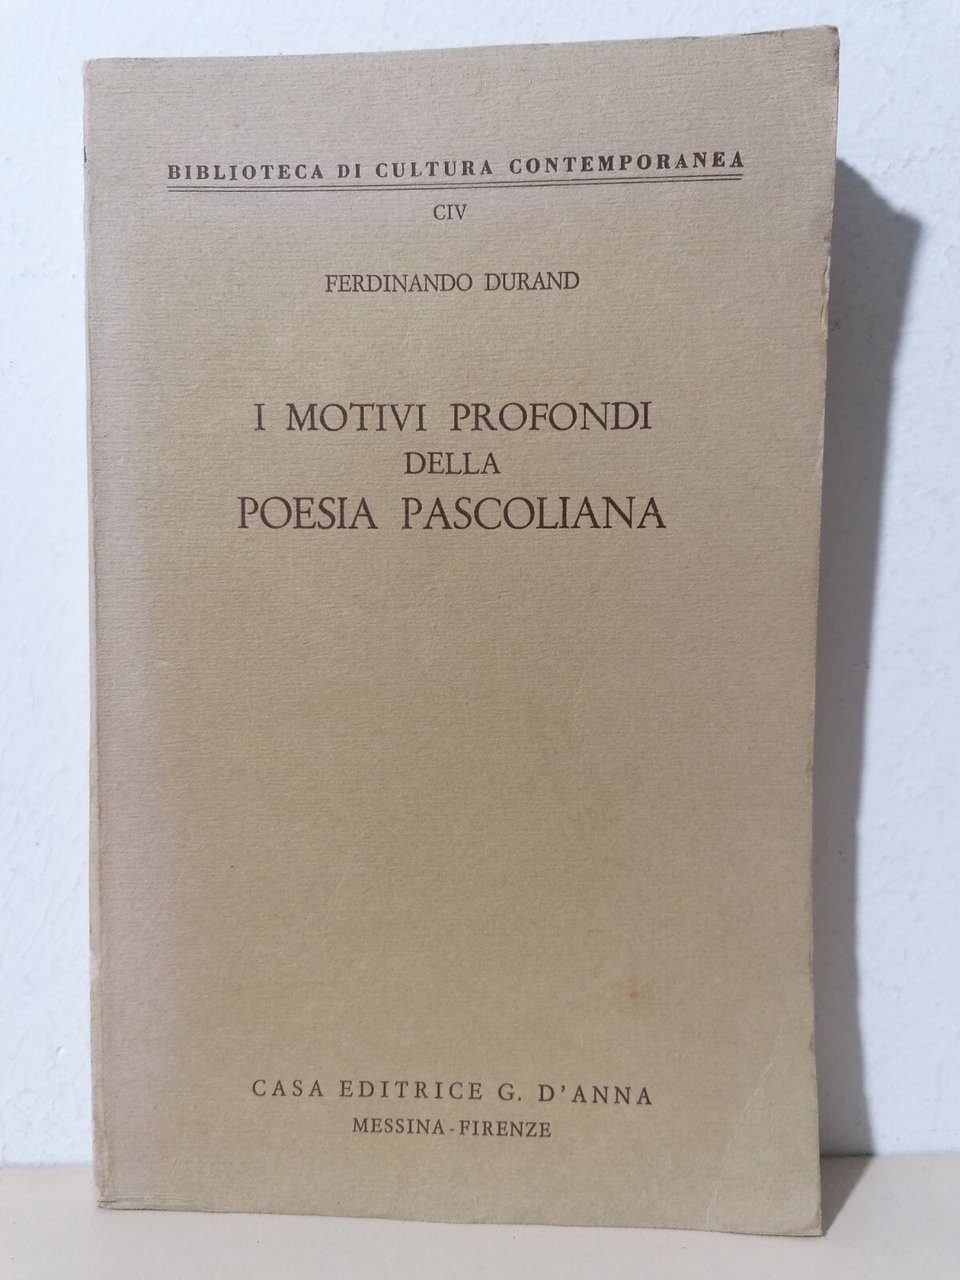 BIBLIOTECA DI CULTURA CONTEMPORANEA
CIV
FERDINANDO DURAND
I MOTIVI PROFONDI
DELLA
POESIA PASCOLIANA
CASA EDITRICE G. D'ANNA
MESSINA-FIRENZE